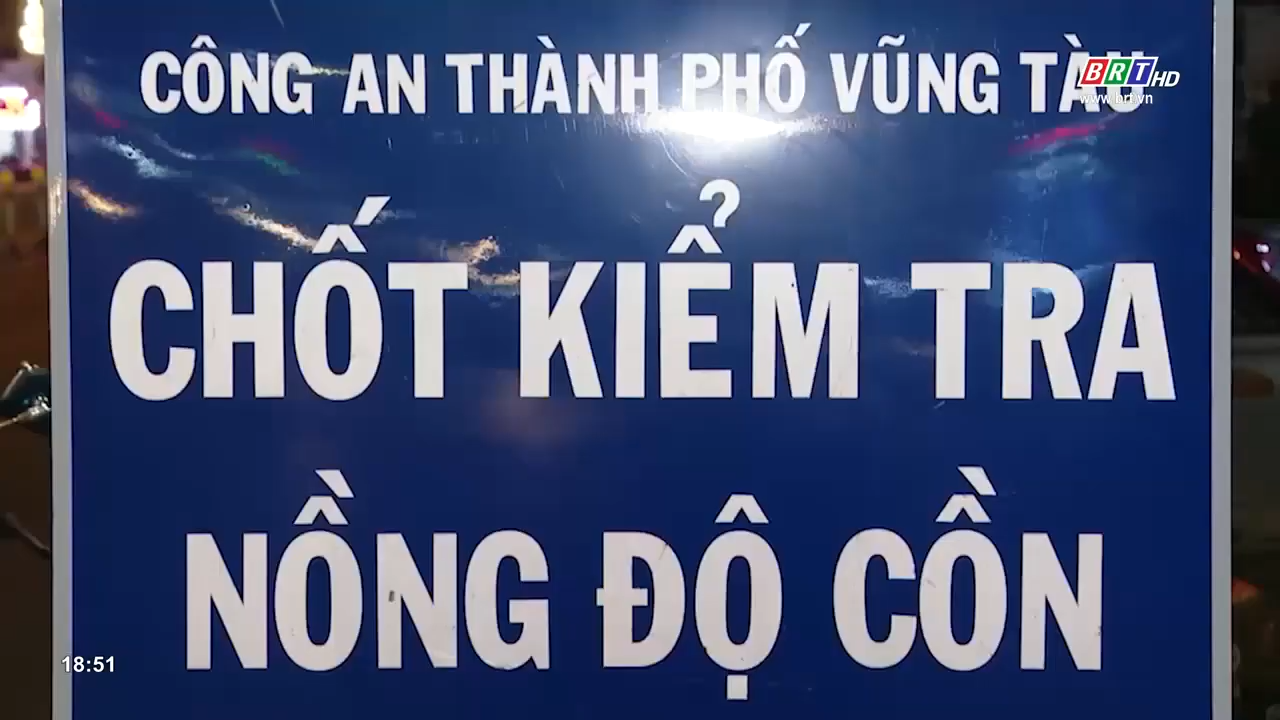 CÔNG AN THÀNH PHỐ VŨNG TÀU
BRT HD
www.brt.vn
CHỐT KIỂM TRA
NỒNG ĐỘ CỒN
18:51